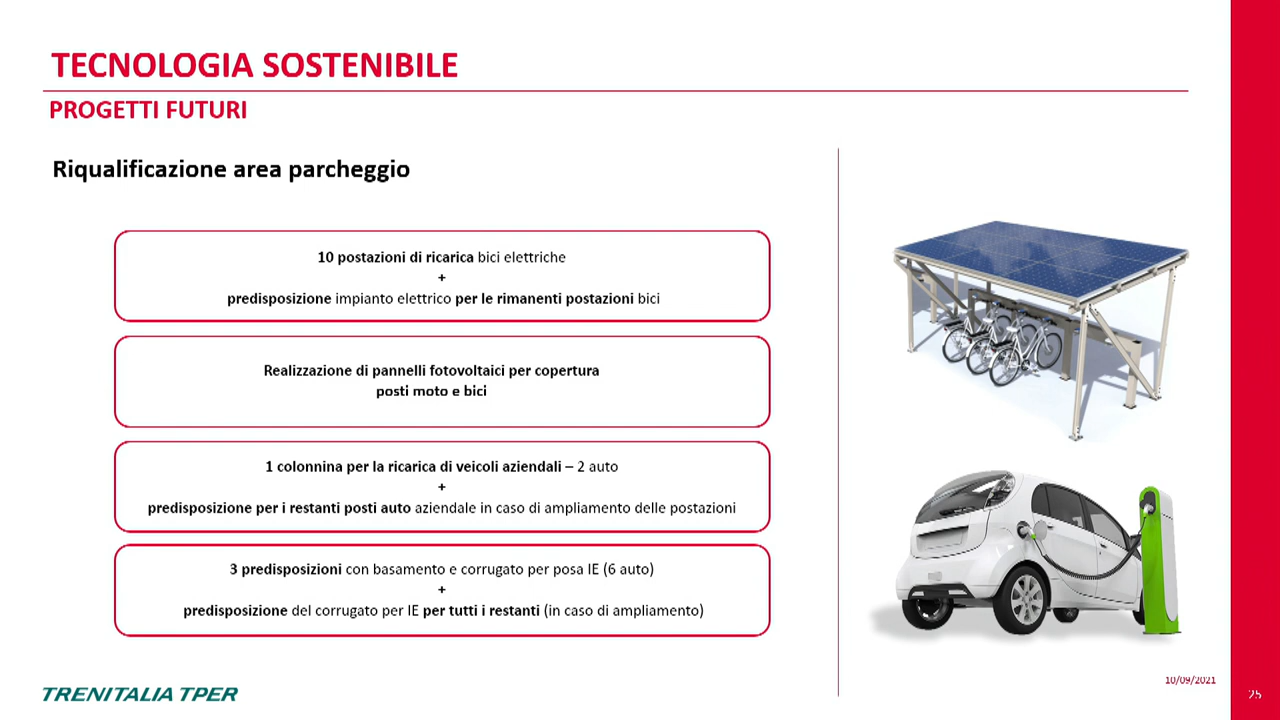 TECNOLOGIA SOSTENIBILE
PROGETTI FUTURI
Riqualificazione area parcheggio
10 postazioni di ricarica bici elettriche
+
predisposizione impianto elettrico per le rimanenti postazioni bici
Realizzazione di pannelli fotovoltaici per copertura
posti moto e bici
1 colonnina per la ricarica di veicoli aziendali – 2 auto
+
predisposizione per i restanti posti auto aziendale in caso di ampliamento delle postazioni
3 predisposizioni con basamento e corrugato per posa IE (6 auto)
+
predisposizione del corrugato per IE per tutti i restanti (in caso di ampliamento)
TRENITALIA TPER
10/09/2021
25